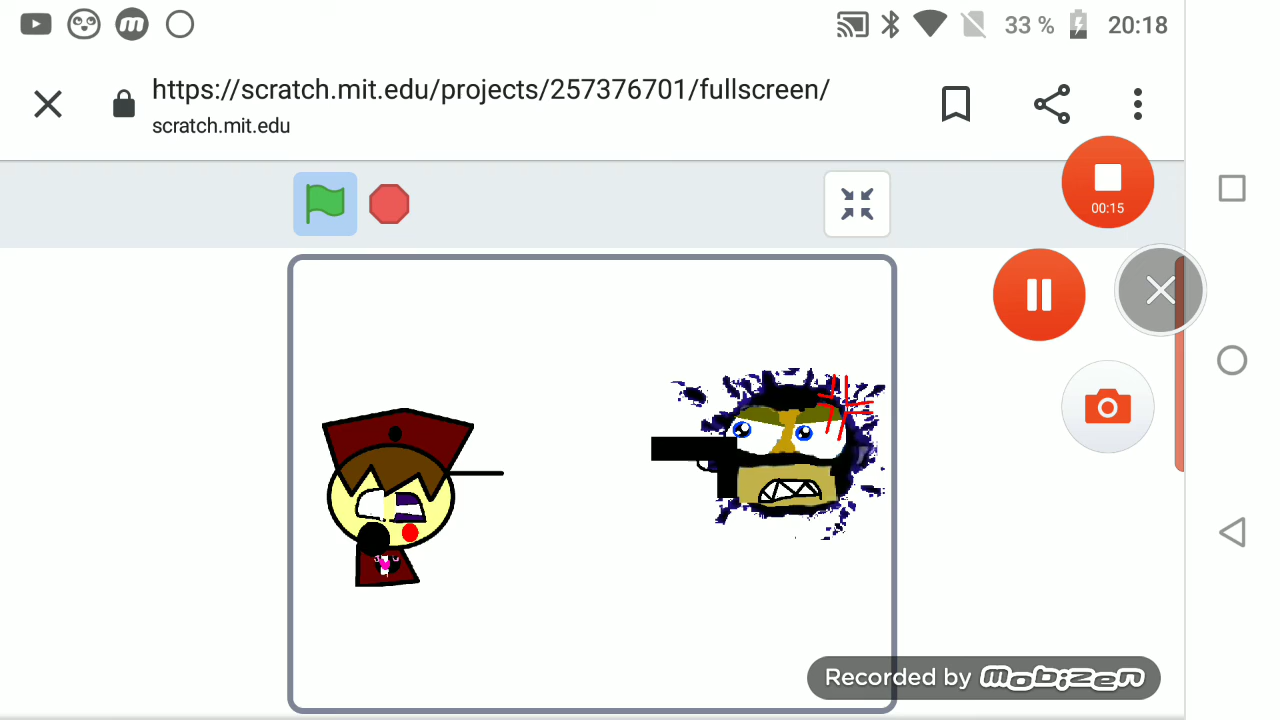 33 %
20:18
https://scratch.mit.edu/projects/257376701/fullscreen/
scratch.mit.edu
00:15
Recorded by mobizen